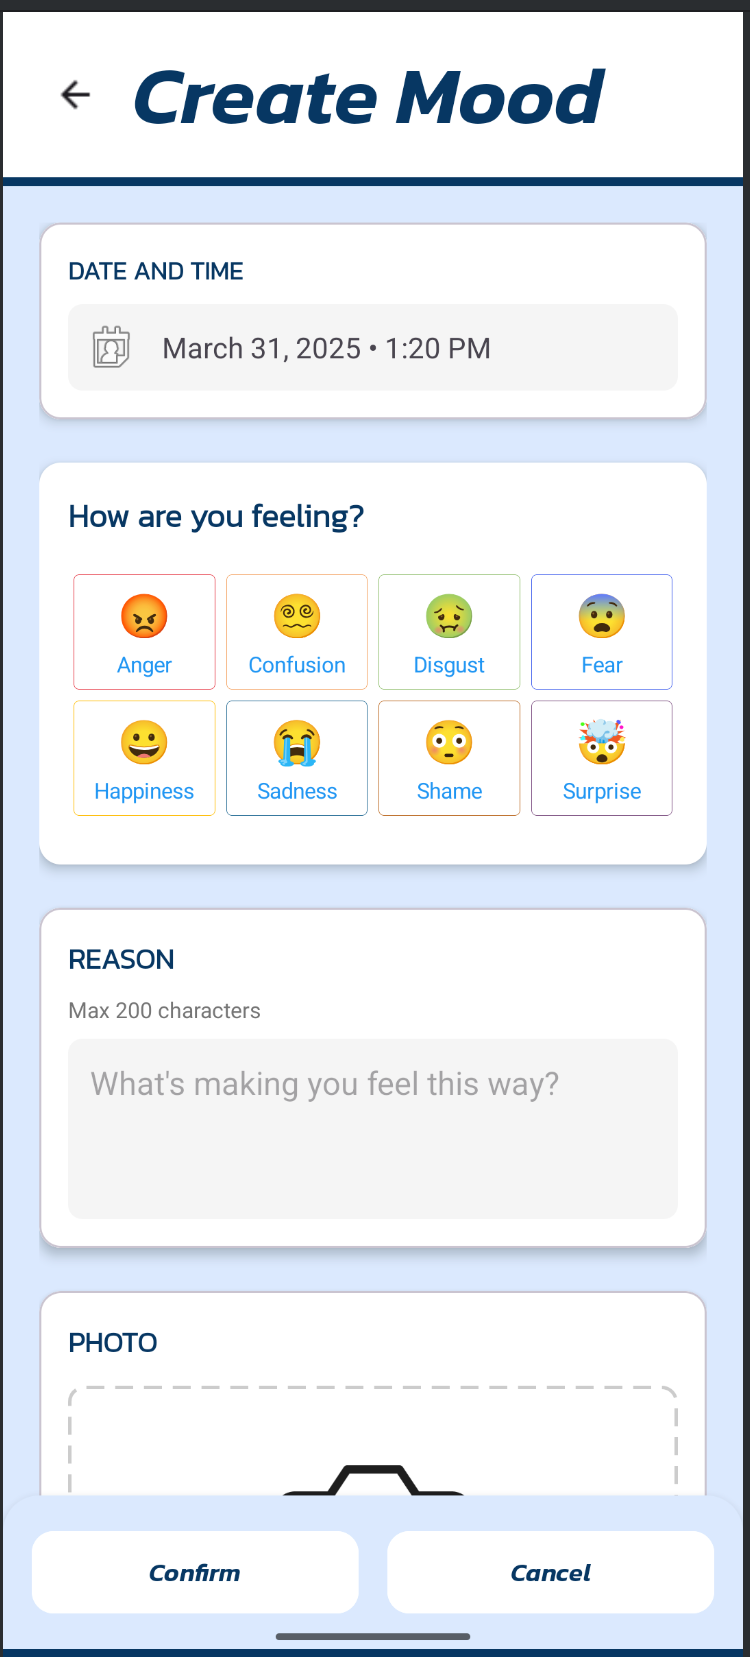 Create Mood
DATE AND TIME
March 31, 2025 • 1:20 PM
How are you feeling?
Anger
Confusion
Disgust
Fear
Happiness
Sadness
Shame
Surprise
REASON
Max 200 characters
What's making you feel this way?
PHOTO
Confirm
Cancel